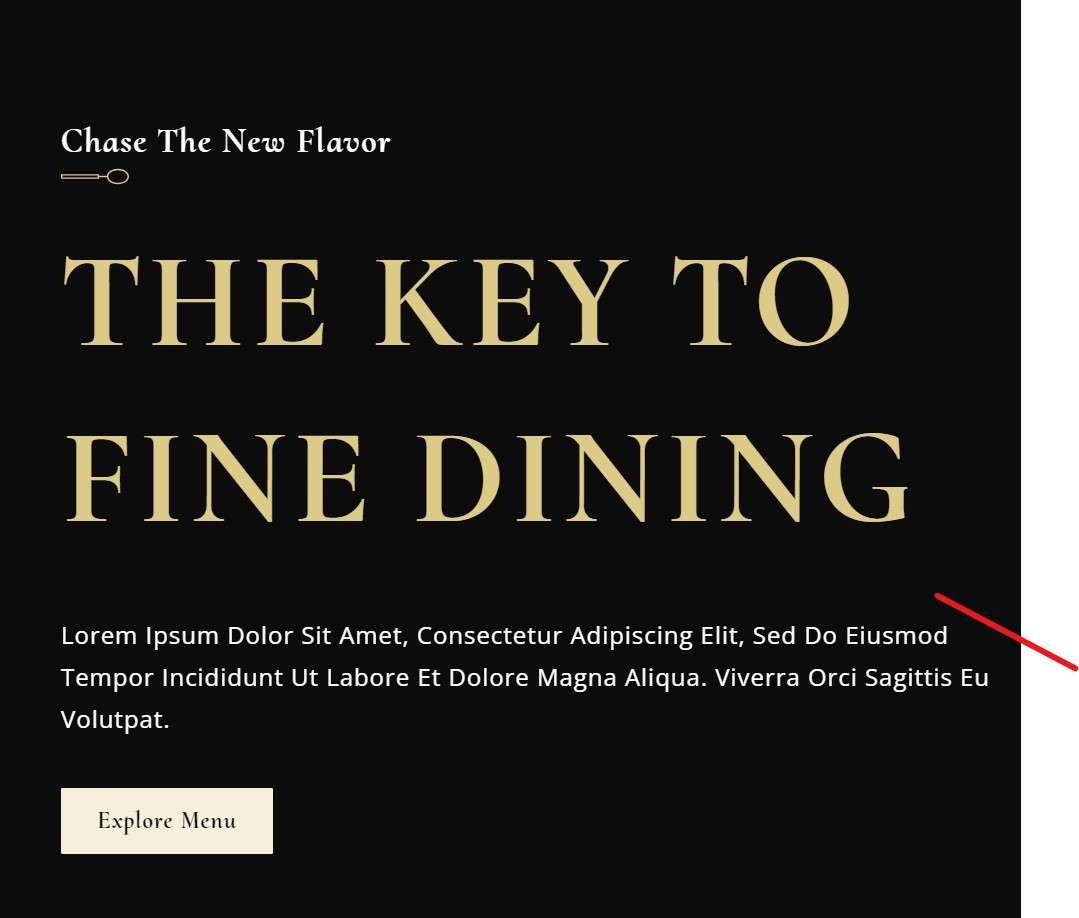 Chase The New Flavor
THE KEY TO
FINE DINING
Lorem Ipsum Dolor Sit Amet, Consectetur Adipiscing Elit, Sed Do Eiusmod
Tempor Incididunt Ut Labore Et Dolore Magna Aliqua. Viverra Orci Sagittis Eu
Volutpat.
Explore Menu